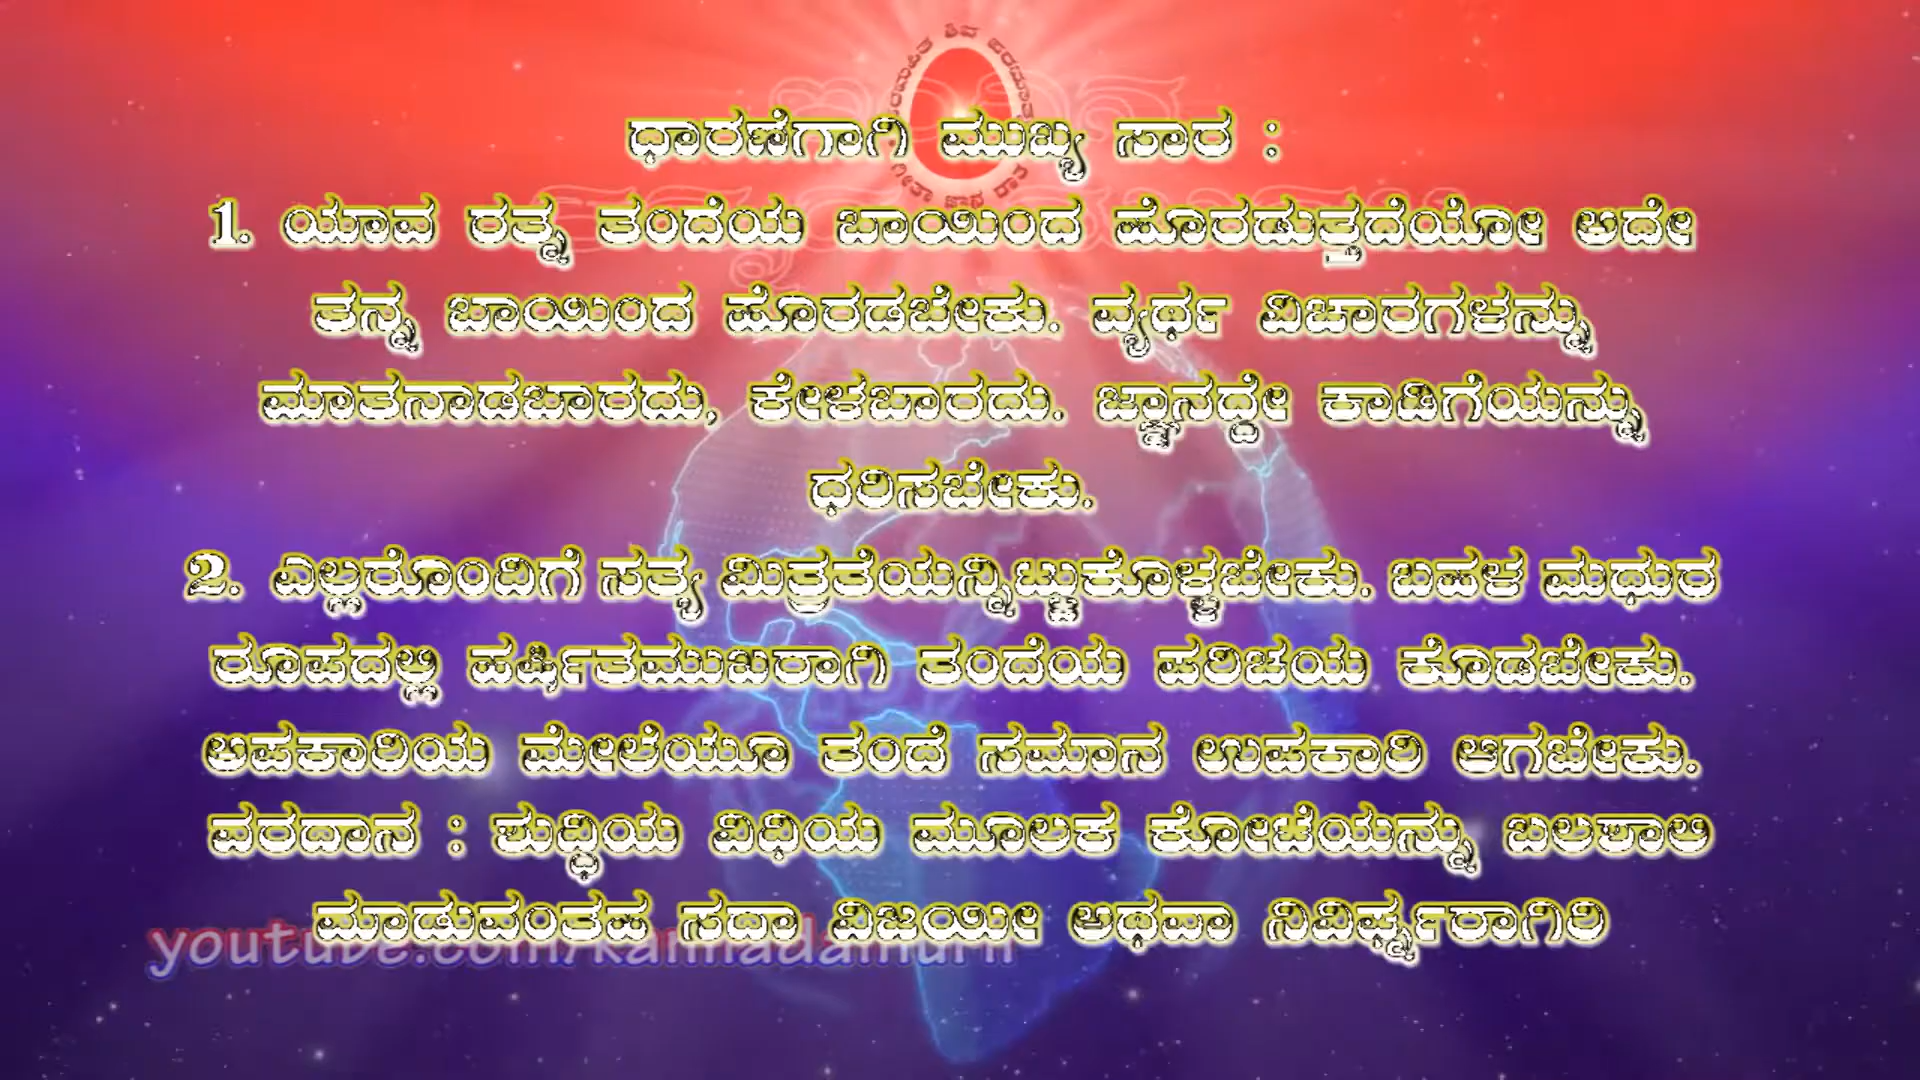 ಧಾರಣೆಗಾಗಿ ಮುಖ್ಯ ಸಾರ :
1. ಯಾವ ರತ್ನ ತಂದೆಯ ಬಾಯಿಂದ ಹೊರಡುತ್ತದೆಯೋ ಅದೇ
ತನ್ನ ಬಾಯಿಂದ ಹೊರಡಬೇಕು. ವ್ಯರ್ಥ ವಿಚಾರಗಳನ್ನು
ಮಾತನಾಡಬಾರದು, ಕೇಳಬಾರದು. ಜ್ಞಾನದ್ದೇ ಕಾಡಿಗೆಯನ್ನು
ಧರಿಸಬೇಕು.
2. ಎಲ್ಲರೊಂದಿಗೆ ಸತ್ಯ ಮಿತ್ರತೆಯನ್ನಿಟ್ಟುಕೊಳ್ಳಬೇಕು. ಬಹಳ ಮಧುರ
ರೂಪದಲ್ಲಿ ಹರ್ಷಿತಮುಖರಾಗಿ ತಂದೆಯ ಪರಿಚಯ ಕೊಡಬೇಕು.
ಅಪಕಾರಿಯ ಮೇಲೆಯೂ ತಂದೆ ಸಮಾನ ಉಪಕಾರಿ ಆಗಬೇಕು.
ವರದಾನ : ಶುದ್ಧಿಯ ವಿಧಿಯ ಮೂಲಕ ಕೋಟೆಯನ್ನು ಬಲಶಾಲಿ
ಮಾಡುವಂತಹ ಸದಾ ವಿಜಯೀ ಅಥವಾ ನಿರ್ವಿಘ್ನರಾಗಿರಿ
youtube.com/kannadamurli